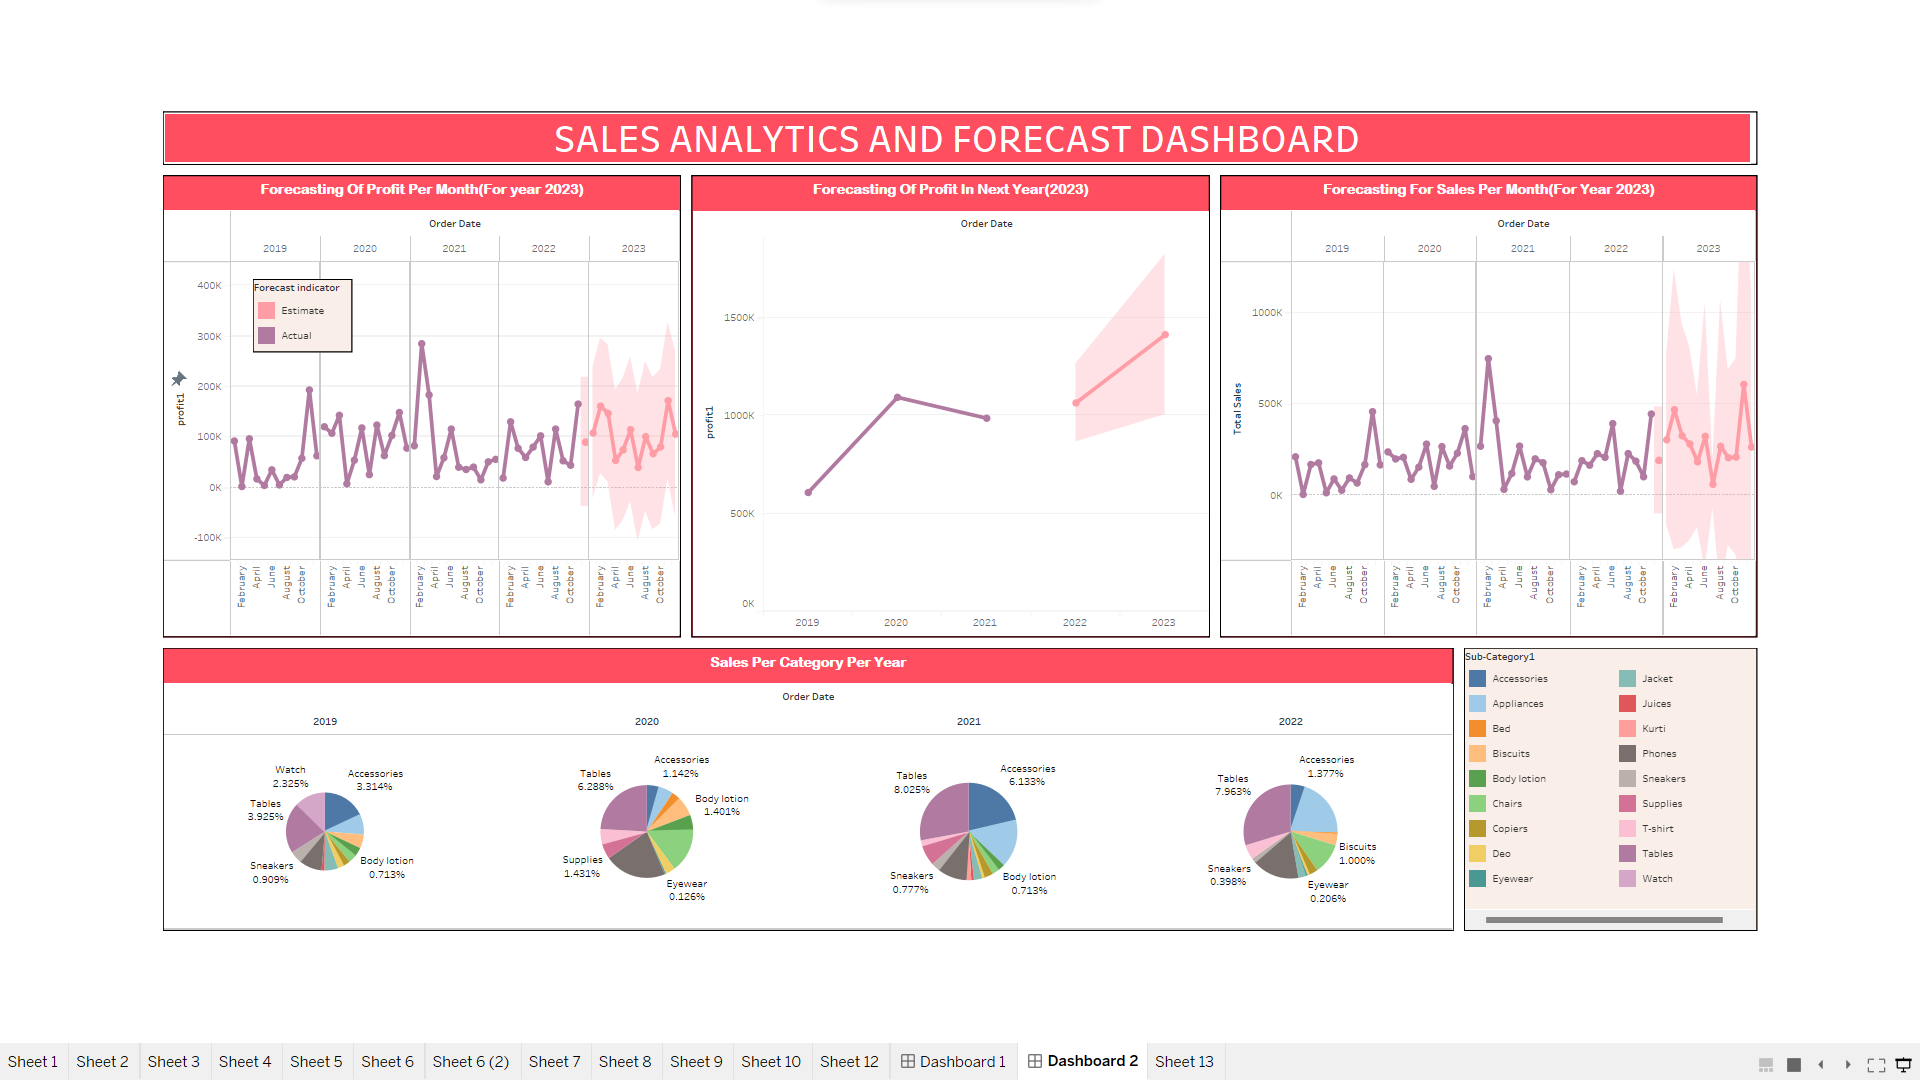 SALES ANALYTICS AND FORECAST DASHBOARD
Forecasting Of Profit Per Month(For year 2023)
Order Date
2019 2020 2021 2022 2023
Forecast indicator
Estimate
Actual
400K
300K
200K
100K
0K
-100K
profit1
February April June August October February April June August October February April June August October February April June August October February April June August October
Forecasting Of Profit In Next Year(2023)
Order Date
1500K
1000K
500K
0K
profit1
2019 2020 2021 2022 2023
Forecasting For Sales Per Month(For Year 2023)
Order Date
2019 2020 2021 2022 2023
1000K
500K
0K
Total Sales
February April June August October February April June August October February April June August October February April June August October February April June August October
Sales Per Category Per Year
Order Date
2019 2020 2021 2022
Watch
2.325%
Accessories
3.314%
Tables
3.925%
Sneakers
0.909%
Body lotion
0.713%
Accessories
1.142%
Tables
6.288%
Body lotion
1.401%
Supplies
1.431%
Eyewear
0.126%
Accessories
6.133%
Tables
8.025%
Sneakers
0.777%
Body lotion
0.713%
Accessories
1.377%
Tables
7.963%
Biscuits
1.000%
Sneakers
0.398%
Eyewear
0.206%
Sub-Category1
Accessories
Appliances
Bed
Biscuits
Body lotion
Chairs
Copiers
Deo
Eyewear
Jacket
Juices
Kurti
Phones
Sneakers
Supplies
T-shirt
Tables
Watch
Sheet 1 Sheet 2 Sheet 3 Sheet 4 Sheet 5 Sheet 6 Sheet 6 (2) Sheet 7 Sheet 8 Sheet 9 Sheet 10 Sheet 12 Dashboard 1 Dashboard 2 Sheet 13